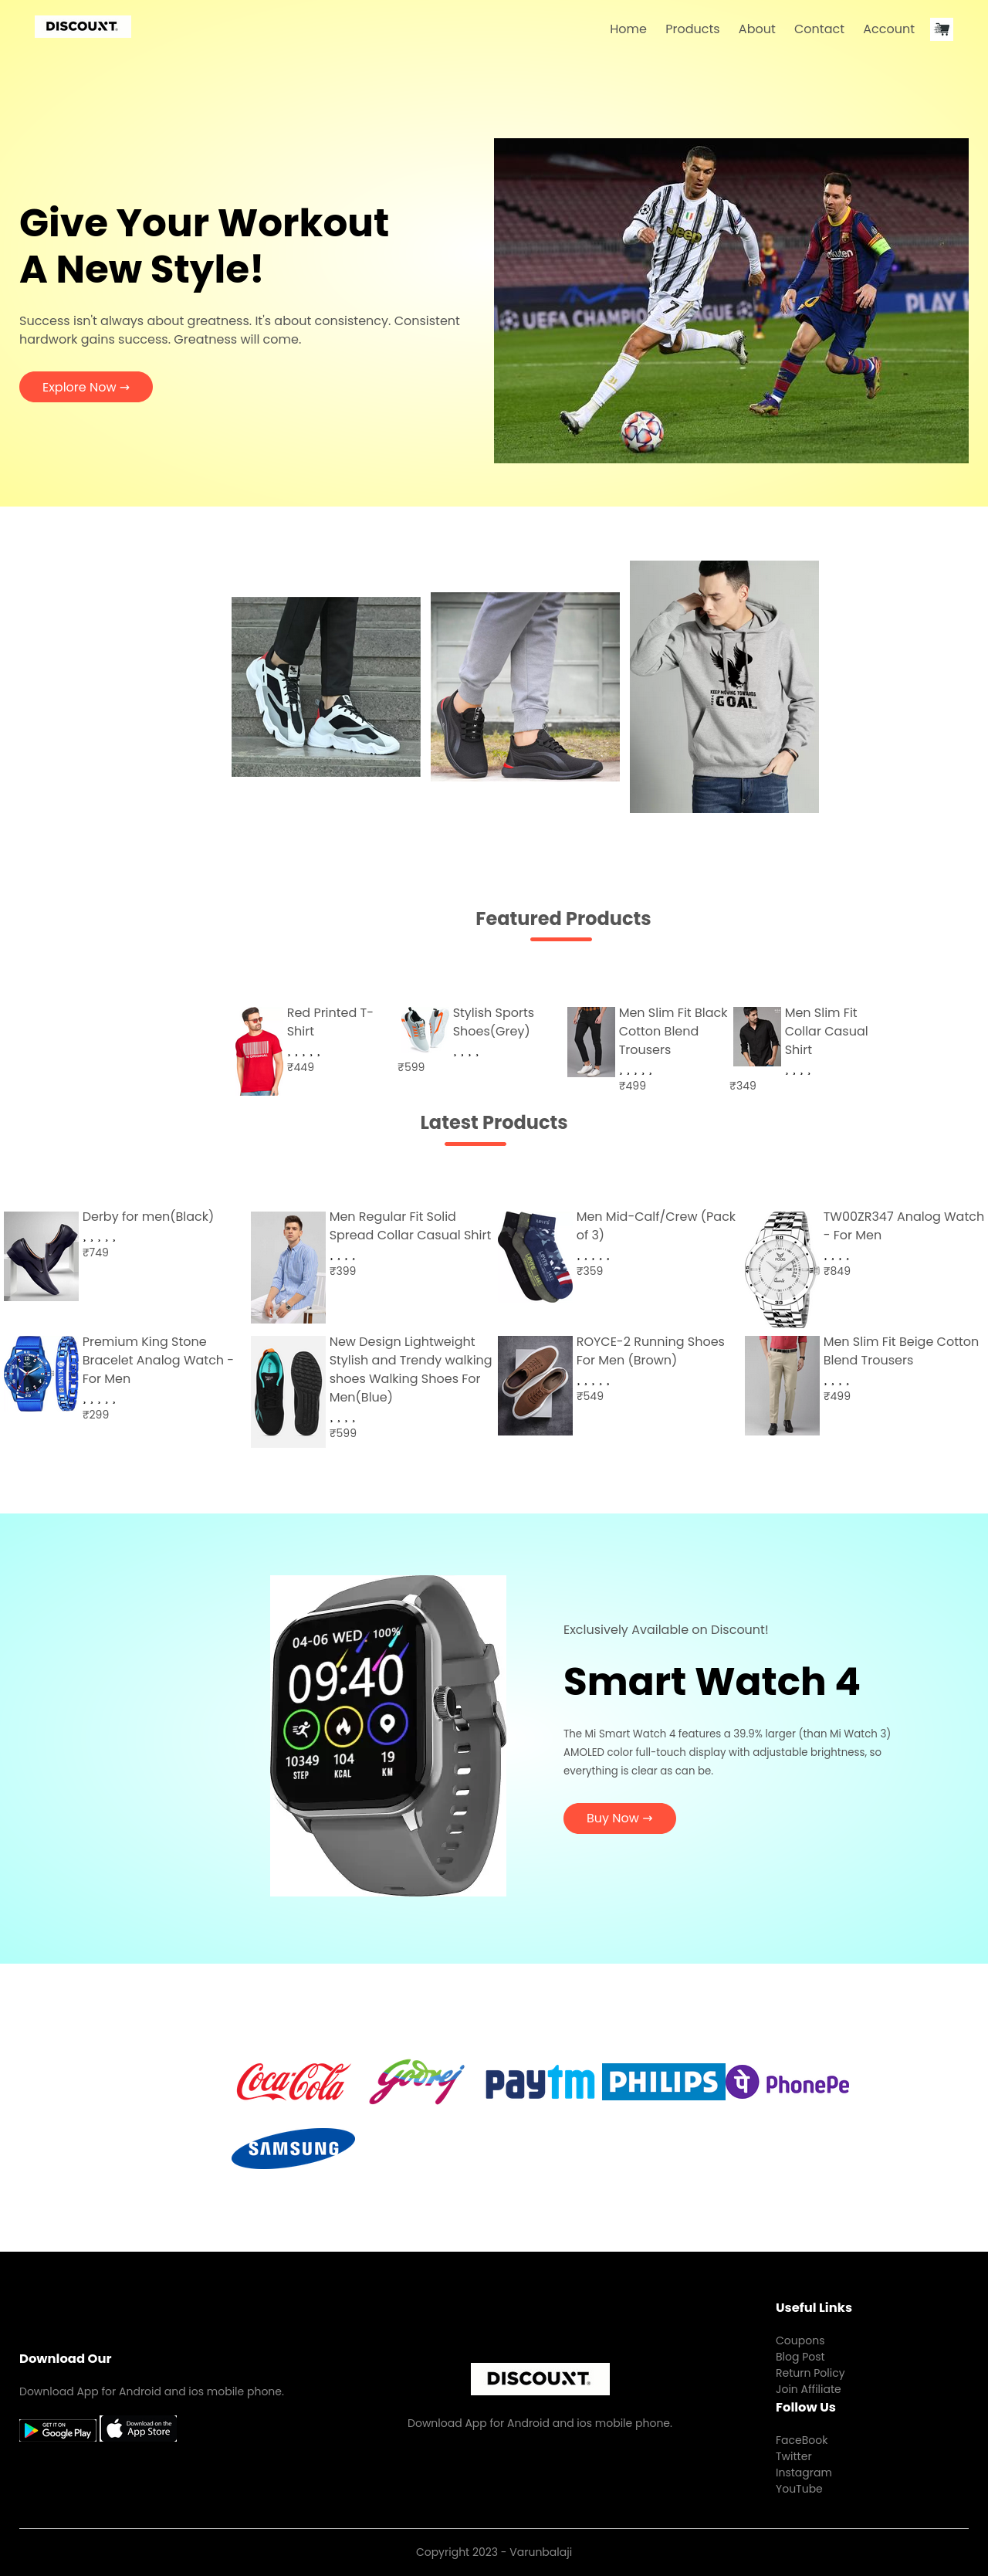 DISCOUNT
Home Products About Contact Account
Give Your Workout
A New Style!
Success isn't always about greatness. It's about consistency. Consistent
hardwork gains success. Greatness will come.
Explore Now →
Jeep
7
Rakuten
UEFA CHAMPIONS LEAGUE
PLAY
KEEP MOVING TOWARDS
GOAL
Featured Products
Red Printed T-
Shirt
₹449
Stylish Sports
Shoes(Grey)
₹599
Men Slim Fit Black
Cotton Blend
Trousers
₹499
Men Slim Fit
Collar Casual
Shirt
₹349
Latest Products
Derby for men(Black)
₹749
Men Regular Fit Solid
Spread Collar Casual Shirt
₹399
Men Mid-Calf/Crew (Pack
of 3)
₹359
TW00ZR347 Analog Watch
- For Men
₹849
Premium King Stone
Bracelet Analog Watch -
For Men
₹299
New Design Lightweight
Stylish and Trendy walking
shoes Walking Shoes For
Men(Blue)
₹599
ROYCE-2 Running Shoes
For Men (Brown)
₹549
Men Slim Fit Beige Cotton
Blend Trousers
₹499
04-06 WED. 100%
09:40
10349 104 19
STEP KCAL KM
Exclusively Available on Discount!
Smart Watch 4
The Mi Smart Watch 4 features a 39.9% larger (than Mi Watch 3)
AMOLED color full-touch display with adjustable brightness, so
everything is clear as can be.
Buy Now →
Coca-Cola
Godrej
paytm
PHILIPS
पे PhonePe
SAMSUNG
Download Our
Download App for Android and ios mobile phone.
GET IT ON
Google Play
Download on the
App Store
DISCOUNT
Download App for Android and ios mobile phone.
Useful Links
Coupons
Blog Post
Return Policy
Join Affiliate
Follow Us
FaceBook
Twitter
Instagram
YouTube
Copyright 2023 - Varunbalaji